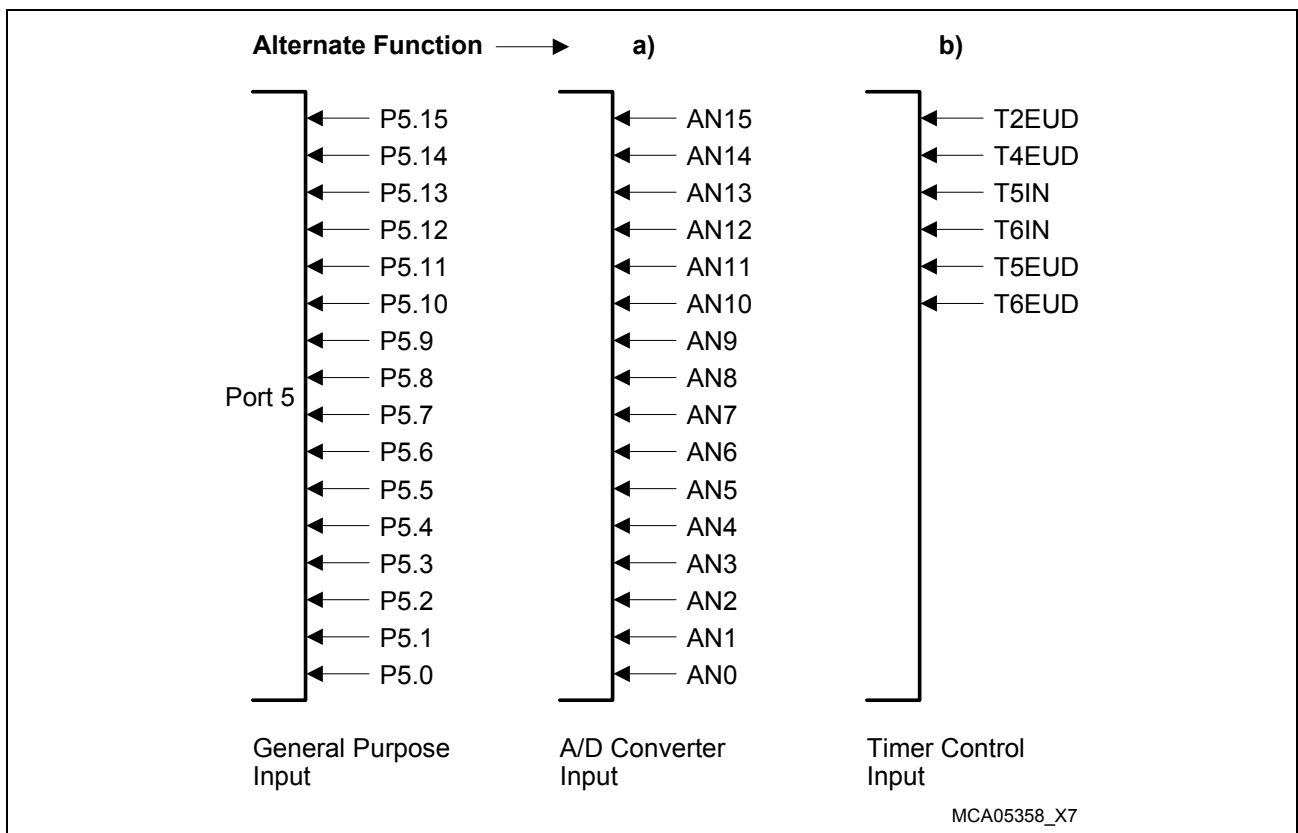 Alternate Function a) b)
P5.15 AN15 T2EUD
P5.14 AN14 T4EUD
P5.13 AN13 T5IN
P5.12 AN12 T6IN
P5.11 AN11 T5EUD
P5.10 AN10 T6EUD
P5.9 AN9
P5.8 AN8
Port 5
P5.7 AN7
P5.6 AN6
P5.5 AN5
P5.4 AN4
P5.3 AN3
P5.2 AN2
P5.1 AN1
P5.0 AN0
General Purpose A/D Converter Timer Control
Input Input Input
MCA05358_X7